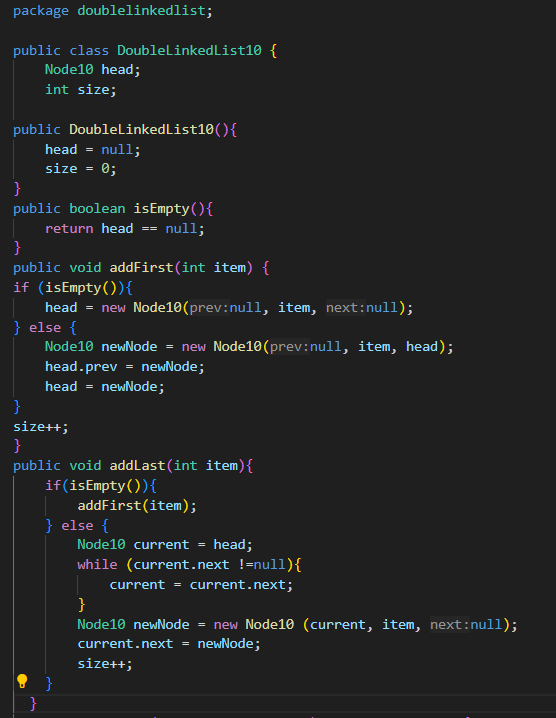 package doublelinkedlist;

public class DoubleLinkedList10 {
    Node10 head;
    int size;

public DoubleLinkedList10(){
    head = null;
    size = 0;
}
public boolean isEmpty(){
    return head == null;
}
public void addFirst(int item) {
if (isEmpty()){
    head = new Node10(prev:null, item, next:null);
} else {
    Node10 newNode = new Node10(prev:null, item, head);
    head.prev = newNode;
    head = newNode;
}
size++;
}
public void addLast(int item){
    if(isEmpty()){
        addFirst(item);
    } else {
        Node10 current = head;
        while (current.next !=null){
            current = current.next;
        }
        Node10 newNode = new Node10 (current, item, next:null);
        current.next = newNode;
        size++;
    }
  }